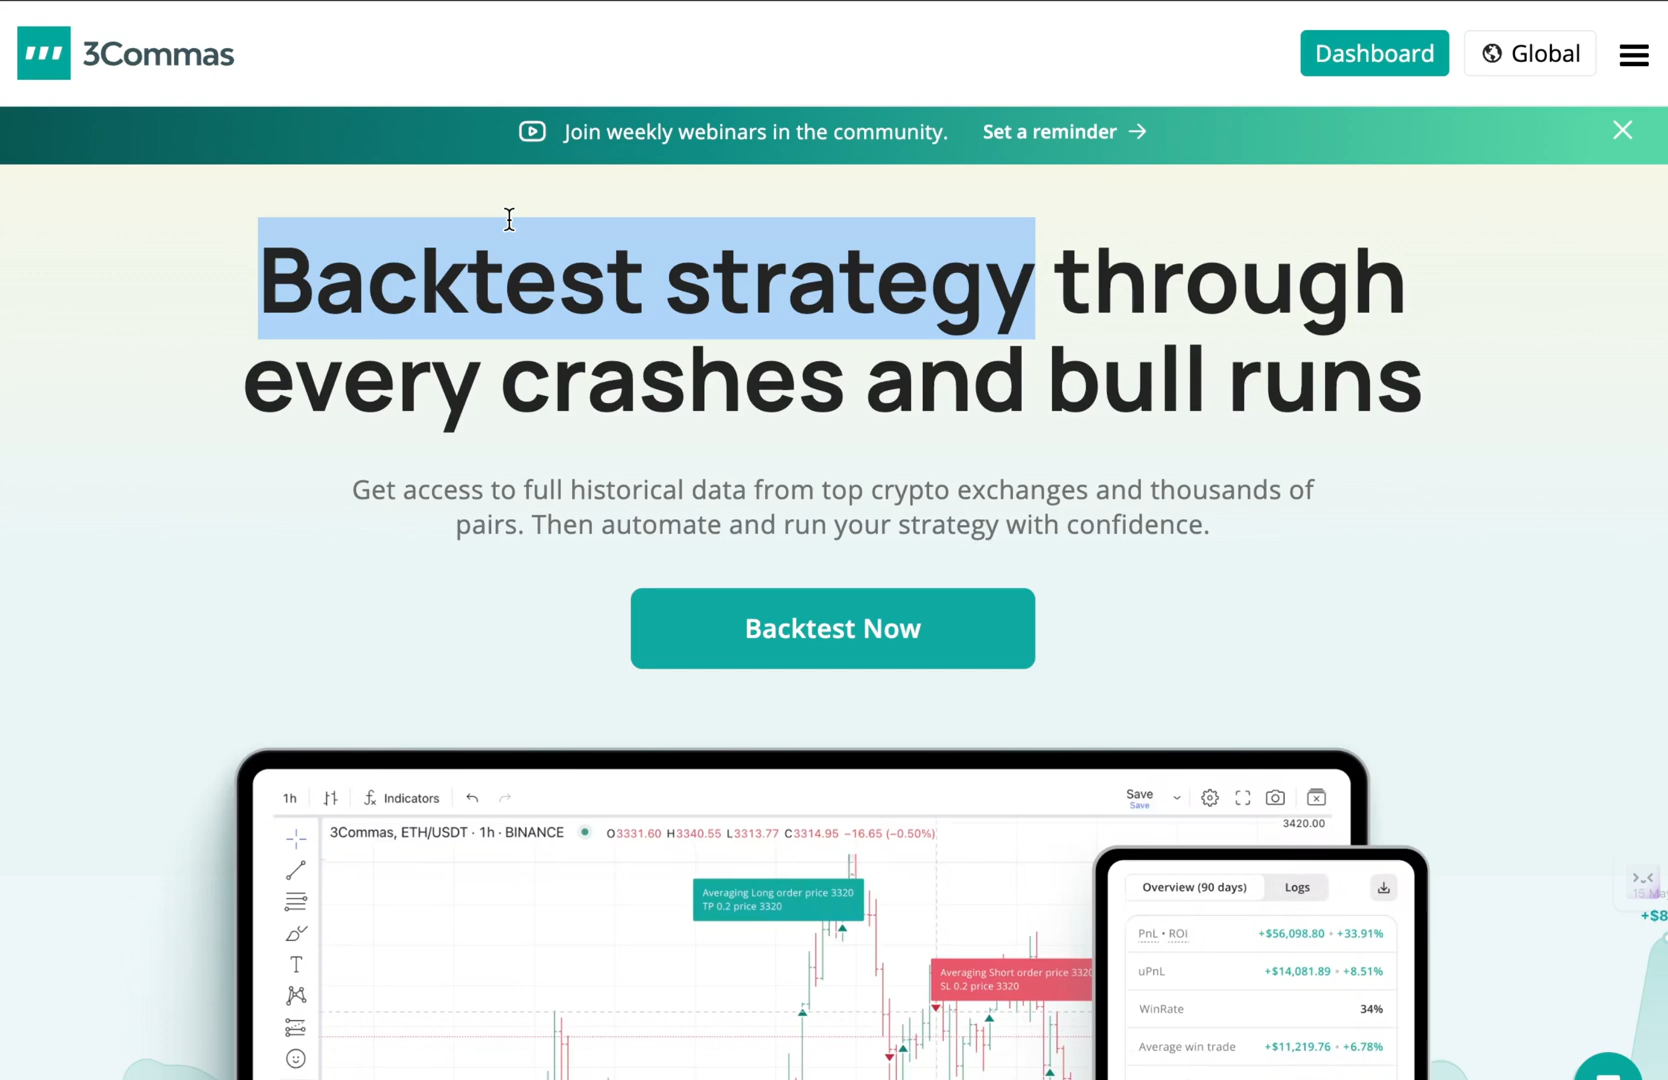 3Commas
Dashboard
Global
Join weekly webinars in the community.
Set a reminder →
Backtest strategy through
every crashes and bull runs
Get access to full historical data from top crypto exchanges and thousands of
pairs. Then automate and run your strategy with confidence.
Backtest Now
1h
Indicators
Save
Save
3420.00
3Commas, ETH/USDT · 1h · BINANCE
O3331.60 H3340.55 L3313.77 C3314.95 −16.65 (−0.50%)
Averaging Long order price 3320
TP 0.2 price 3320
Averaging Short order price 3320
SL 0.2 price 3320
Overview (90 days)
Logs
PnL • ROI
+$56,098.80 • +33.91%
uPnL
+$14,081.89 • +8.51%
WinRate
34%
Average win trade
+$11,219.76 • +6.78%
+$8